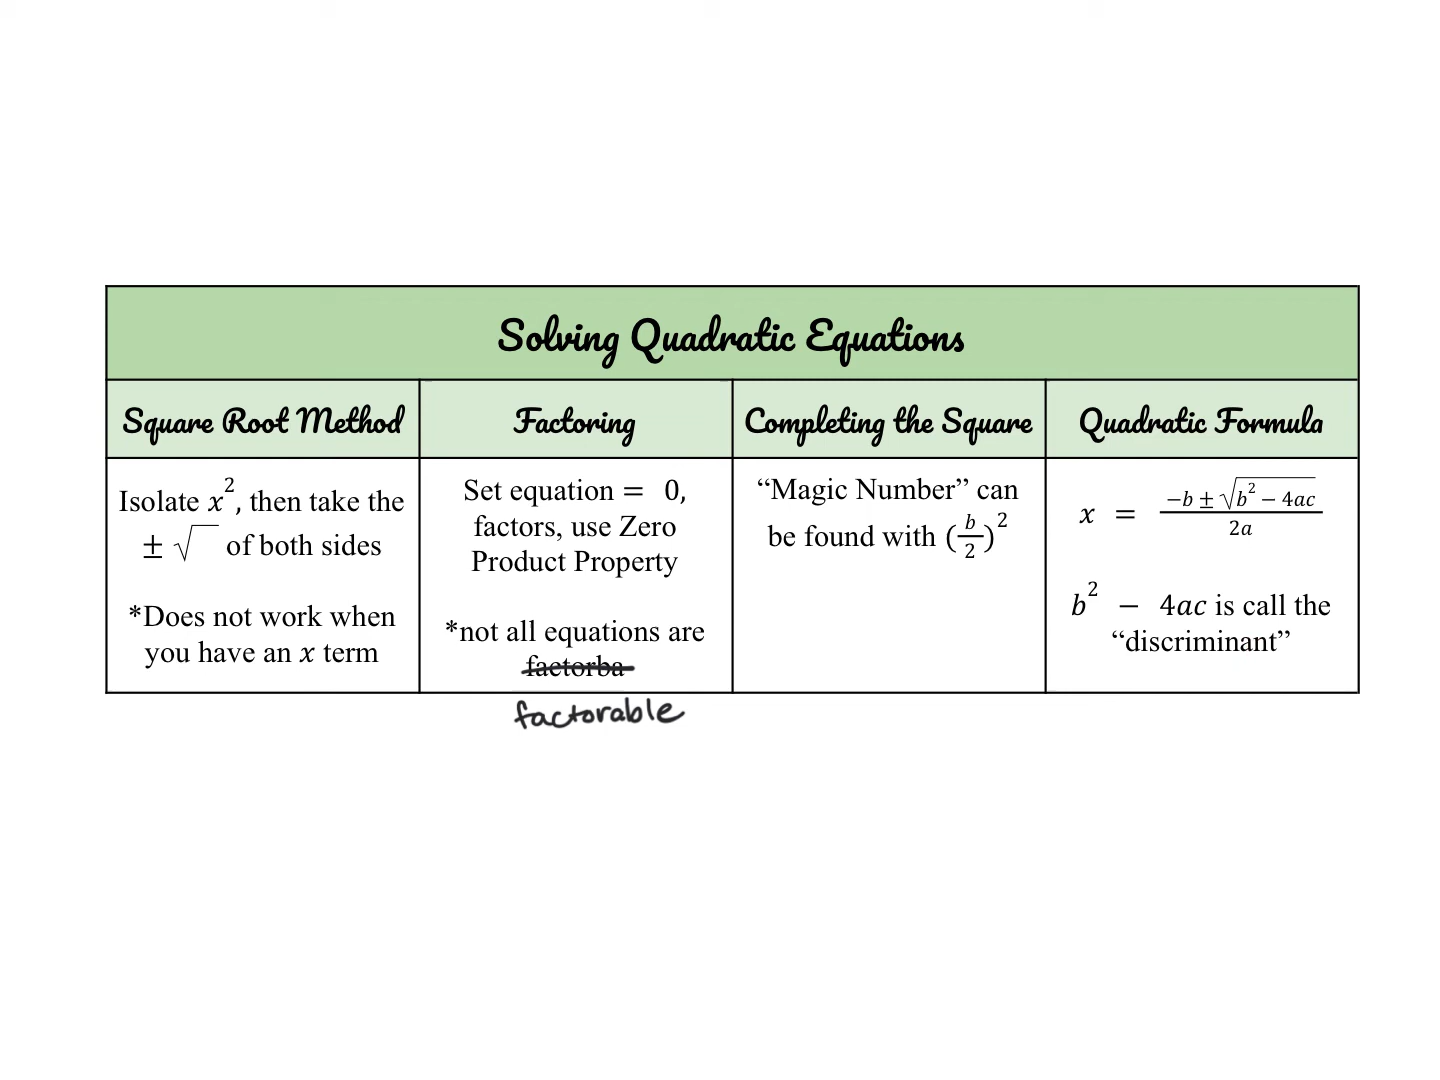 Solving Quadratic Equations
Square Root Method
Factoring
Completing the Square
Quadratic Formula
Isolate x², then take the
± √ of both sides
*Does not work when
you have an x term
Set equation = 0,
factors, use Zero
Product Property
*not all equations are
factorba
factorable
“Magic Number” can
be found with (b/2)²
x = (−b ± √(b² − 4ac))/2a
b² − 4ac is call the
“discriminant”